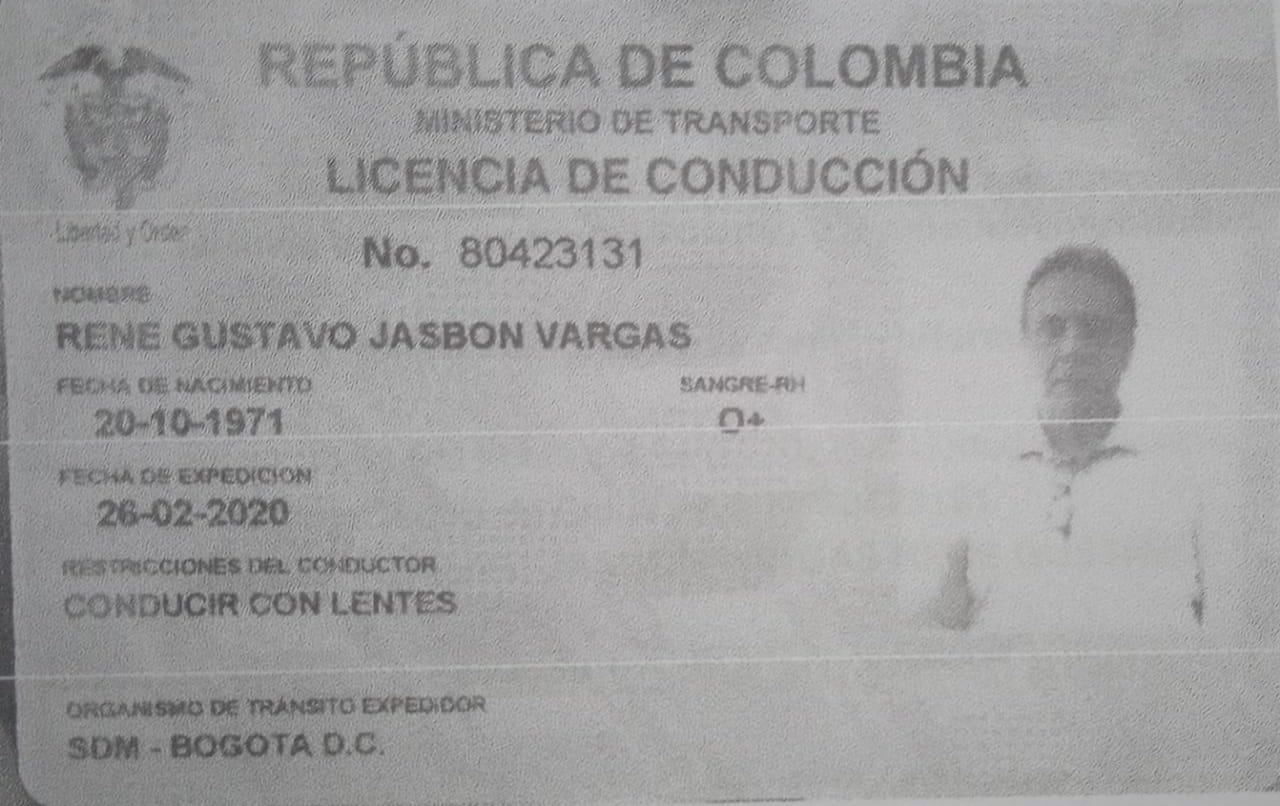 REPÚBLICA DE COLOMBIA
MINISTERIO DE TRANSPORTE
LICENCIA DE CONDUCCIÓN
Libertad y Orden
No. 80423131
NOMBRE
RENE GUSTAVO JASBON VARGAS
FECHA DE NACIMIENTO
SANGRE-RH
20-10-1971
O+
FECHA DE EXPEDICION
26-02-2020
RESTRICCIONES DEL CONDUCTOR
CONDUCIR CON LENTES
ORGANISMO DE TRÁNSITO EXPEDIDOR
SDM - BOGOTA D.C.